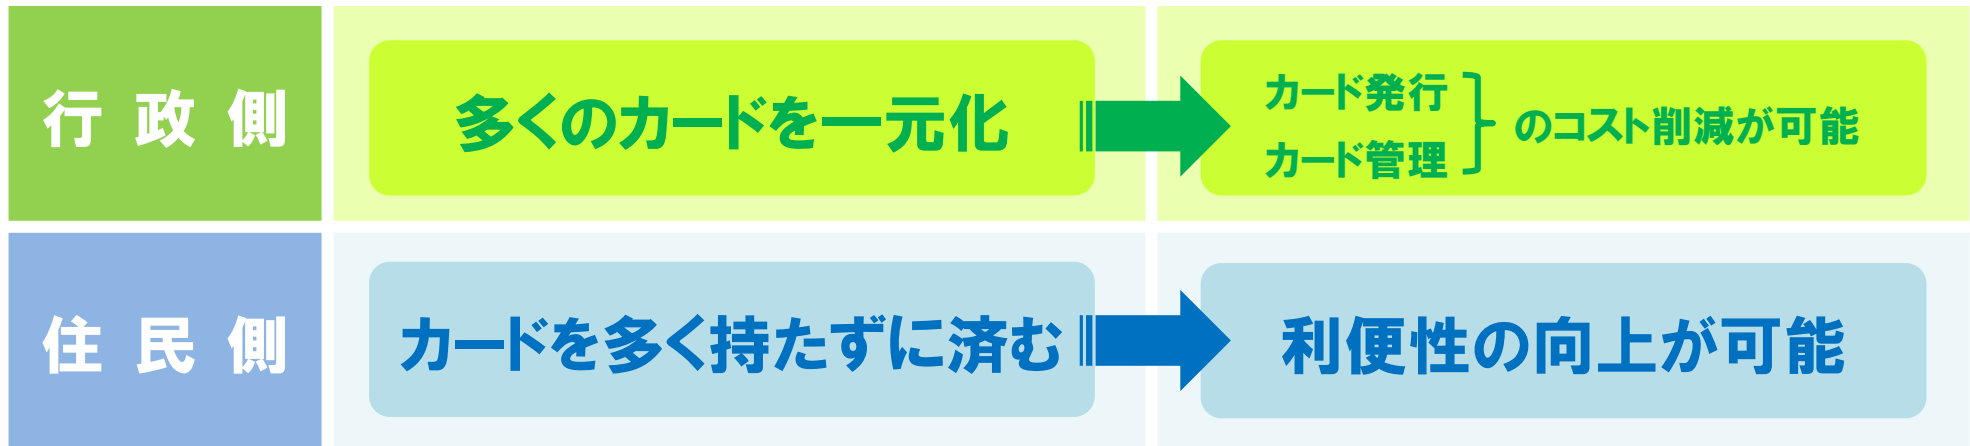 行政側
多くのカードを一元化
カード発行
カード管理
のコスト削減が可能
住民側
カードを多く持たずに済む
利便性の向上が可能